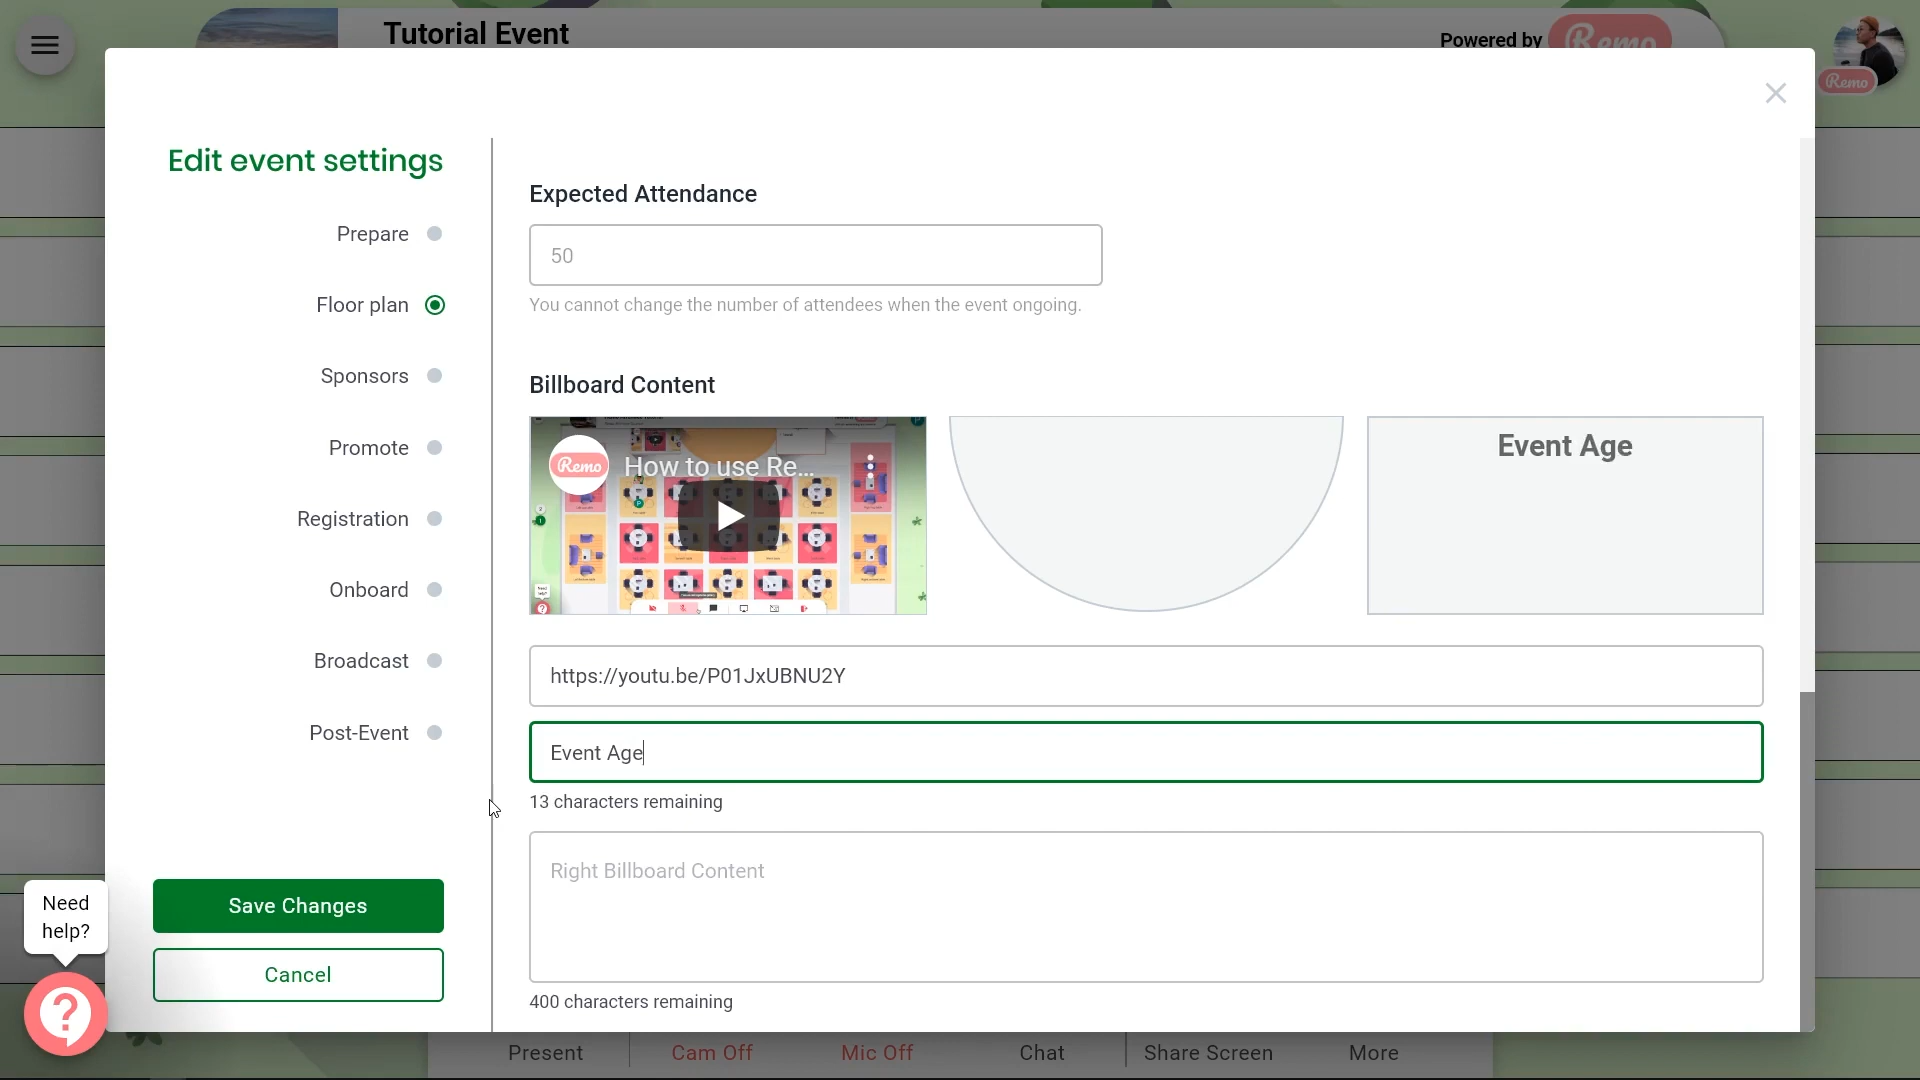 Tutorial Event
Powered by
Remo
Remo
Edit event settings
Prepare
Floor plan
Sponsors
Promote
Registration
Onboard
Broadcast
Post-Event
Save Changes
Cancel
Need
help?
Expected Attendance
50
You cannot change the number of attendees when the event ongoing.
Billboard Content
Remo
How to use Re...
Event Age
https://youtu.be/P01JxUBNU2Y
Event Age
13 characters remaining
Right Billboard Content
400 characters remaining
Present
Cam Off
Mic Off
Chat
Share Screen
More